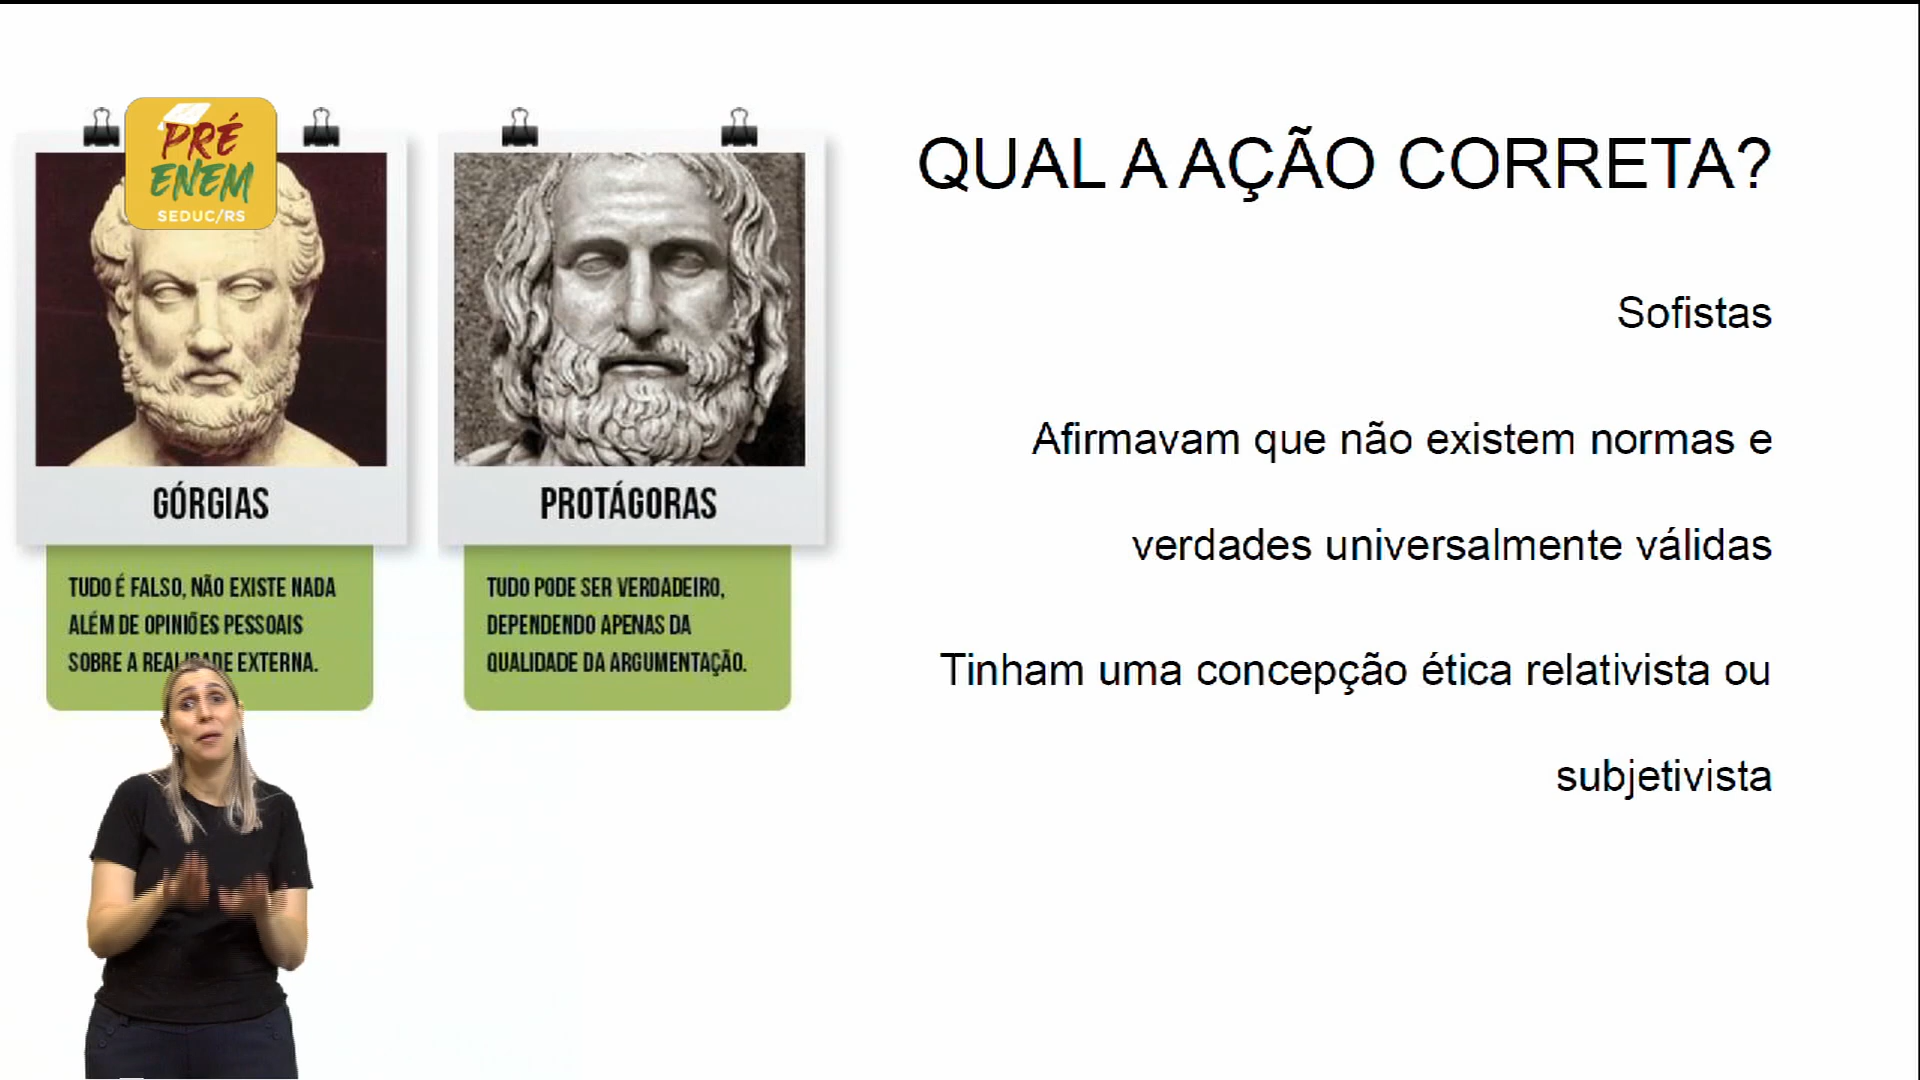 PRÉ
ENEM
SEDUC/RS
GÓRGIAS
TUDO É FALSO, NÃO EXISTE NADA
ALÉM DE OPINIÕES PESSOAIS
SOBRE A REALIDADE EXTERNA.
PROTÁGORAS
TUDO PODE SER VERDADEIRO,
DEPENDENDO APENAS DA
QUALIDADE DA ARGUMENTAÇÃO.
QUAL A AÇÃO CORRETA?
Sofistas
Afirmavam que não existem normas e
verdades universalmente válidas
Tinham uma concepção ética relativista ou
subjetivista